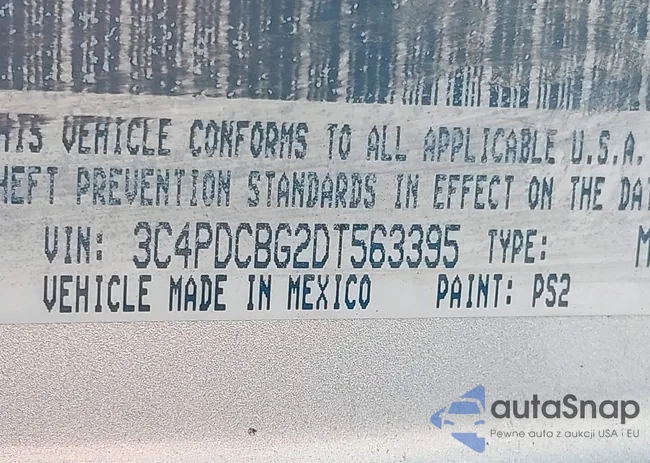 HIS VEHICLE CONFORMS TO ALL APPLICABLE U.S.A.
HEFT PREVENTION STANDARDS IN EFFECT ON THE DAT
VIN: 3C4PDCBG2DT563395 TYPE: M
VEHICLE MADE IN MEXICO PAINT: PS2
autaSnap
Pewne auta z aukcji USA i EU